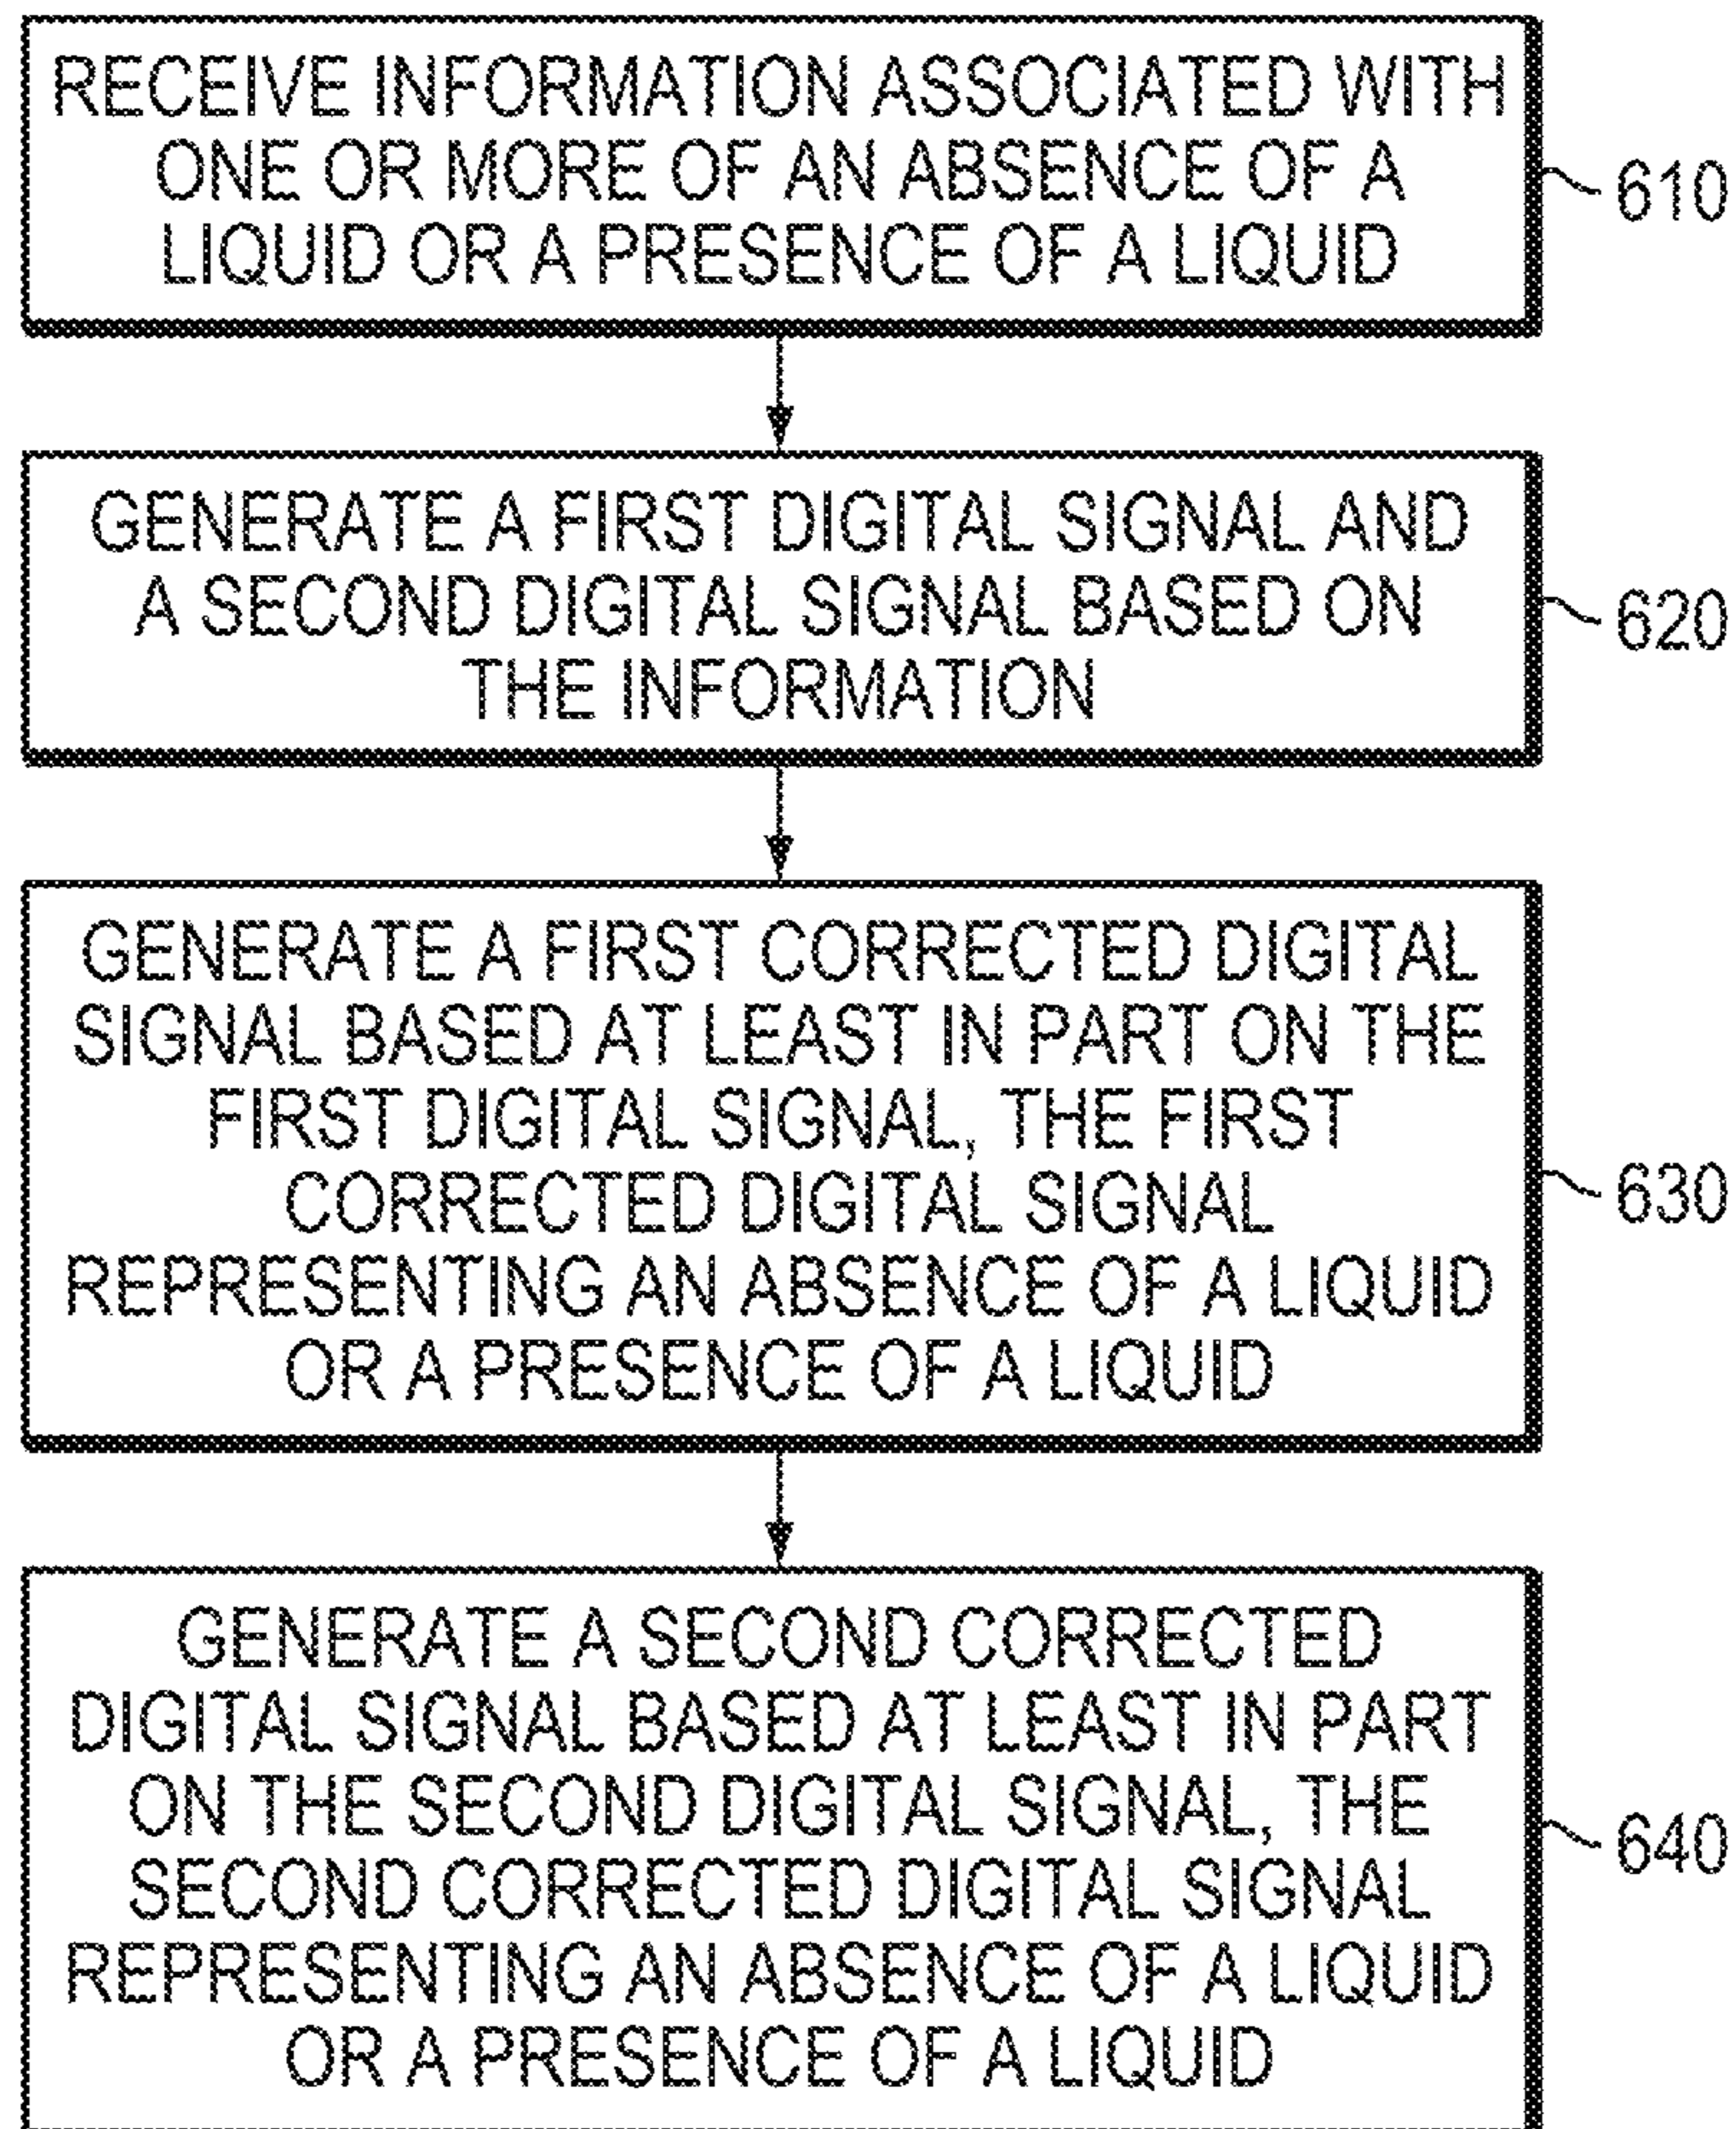 RECEIVE INFORMATION ASSOCIATED WITH
ONE OR MORE OF AN ABSENCE OF A
LIQUID OR A PRESENCE OF A LIQUID
610
GENERATE A FIRST DIGITAL SIGNAL AND
A SECOND DIGITAL SIGNAL BASED ON
THE INFORMATION
620
GENERATE A FIRST CORRECTED DIGITAL
SIGNAL BASED AT LEAST IN PART ON THE
FIRST DIGITAL SIGNAL, THE FIRST
CORRECTED DIGITAL SIGNAL
REPRESENTING AN ABSENCE OF A LIQUID
OR A PRESENCE OF A LIQUID
630
GENERATE A SECOND CORRECTED
DIGITAL SIGNAL BASED AT LEAST IN PART
ON THE SECOND DIGITAL SIGNAL, THE
SECOND CORRECTED DIGITAL SIGNAL
REPRESENTING AN ABSENCE OF A LIQUID
OR A PRESENCE OF A LIQUID
640